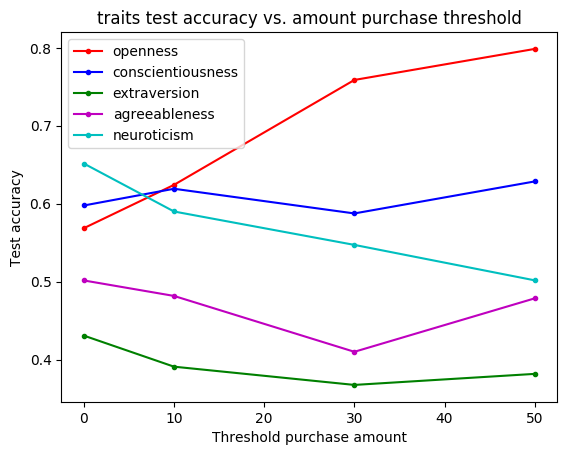 traits test accuracy vs. amount purchase threshold
openness
conscientiousness
extraversion
agreeableness
neuroticism
Test accuracy
0.8
0.7
0.6
0.5
0.4
0 10 20 30 40 50
Threshold purchase amount